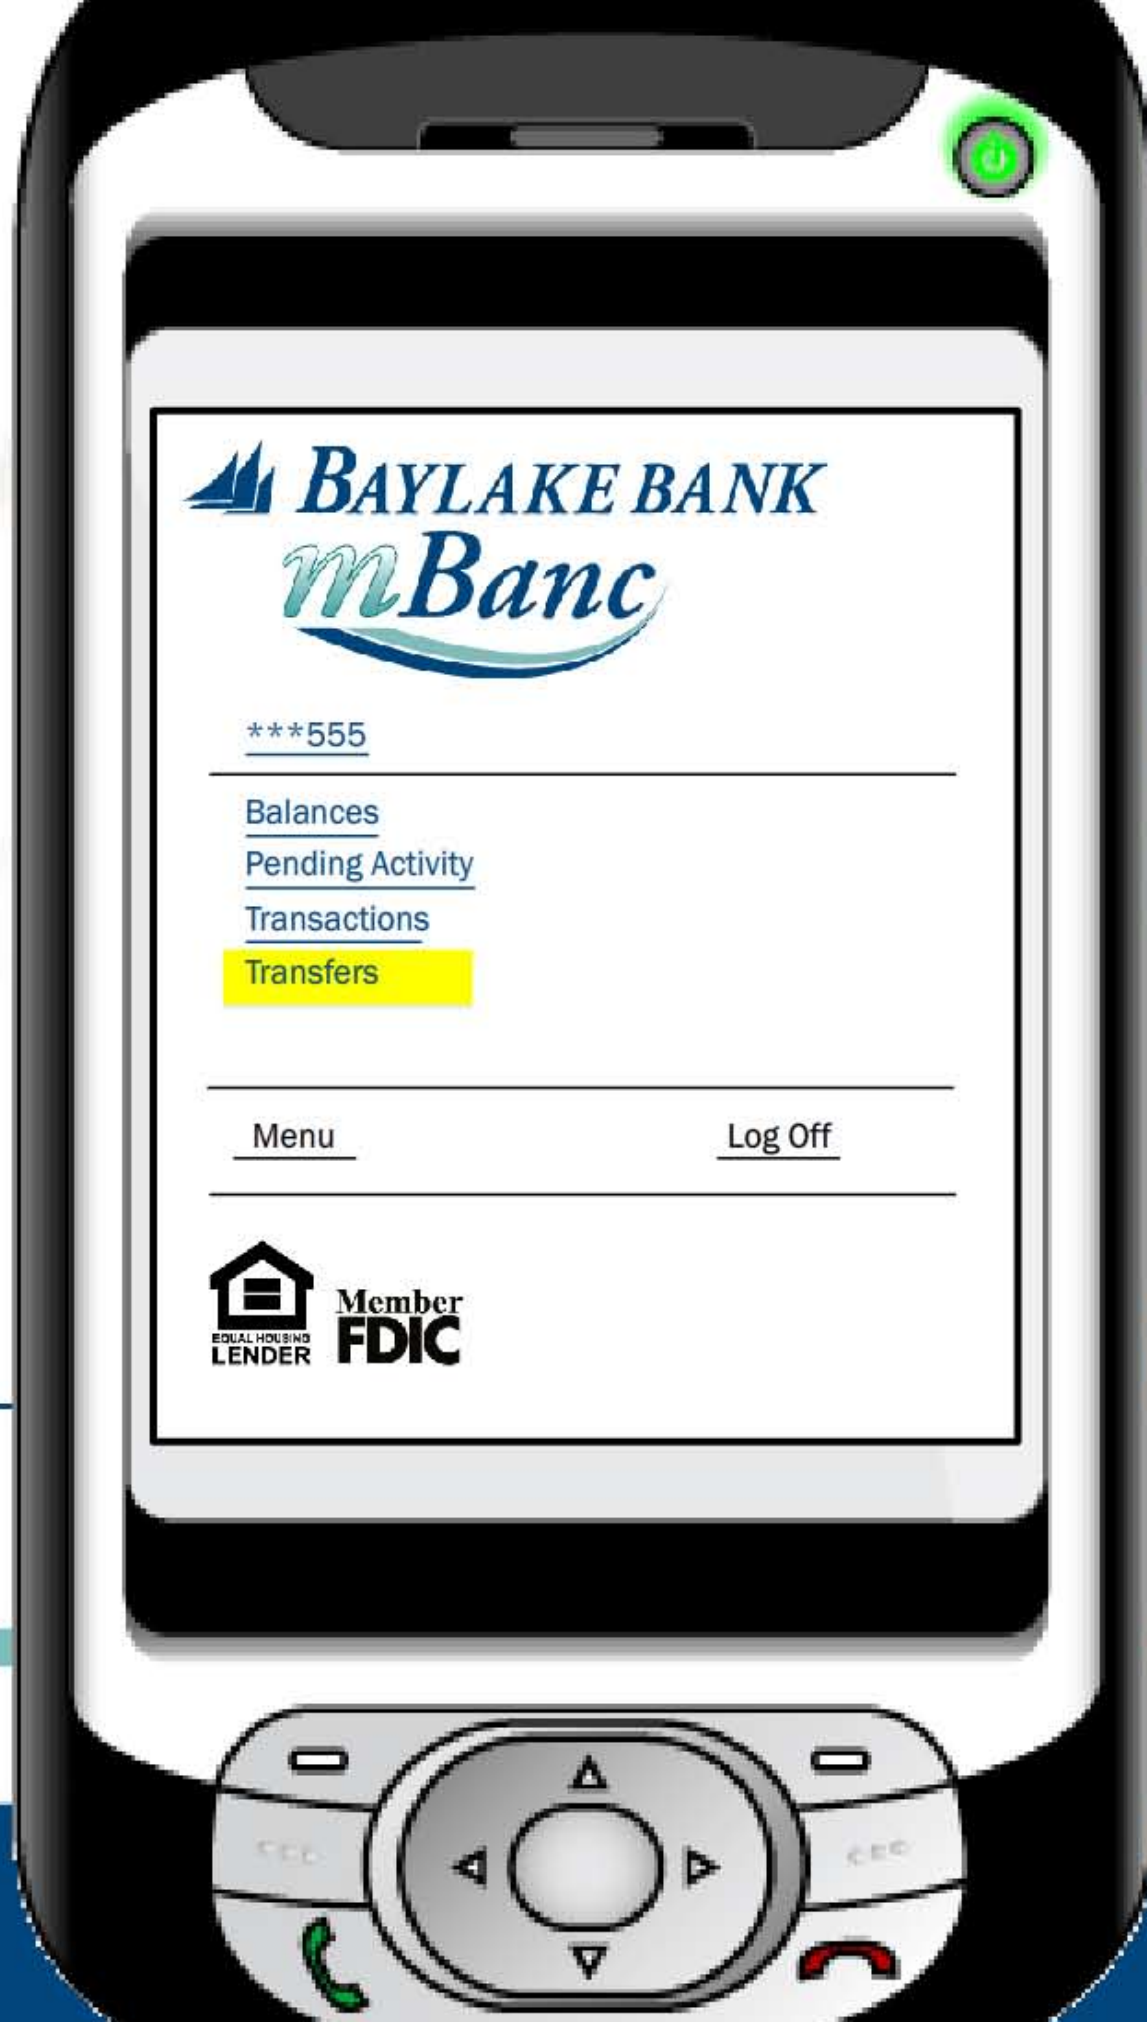 BAYLAKE BANK
mBanc
***555
Balances
Pending Activity
Transactions
Transfers
Menu Log Off
Member
FDIC
EQUAL HOUSING
LENDER